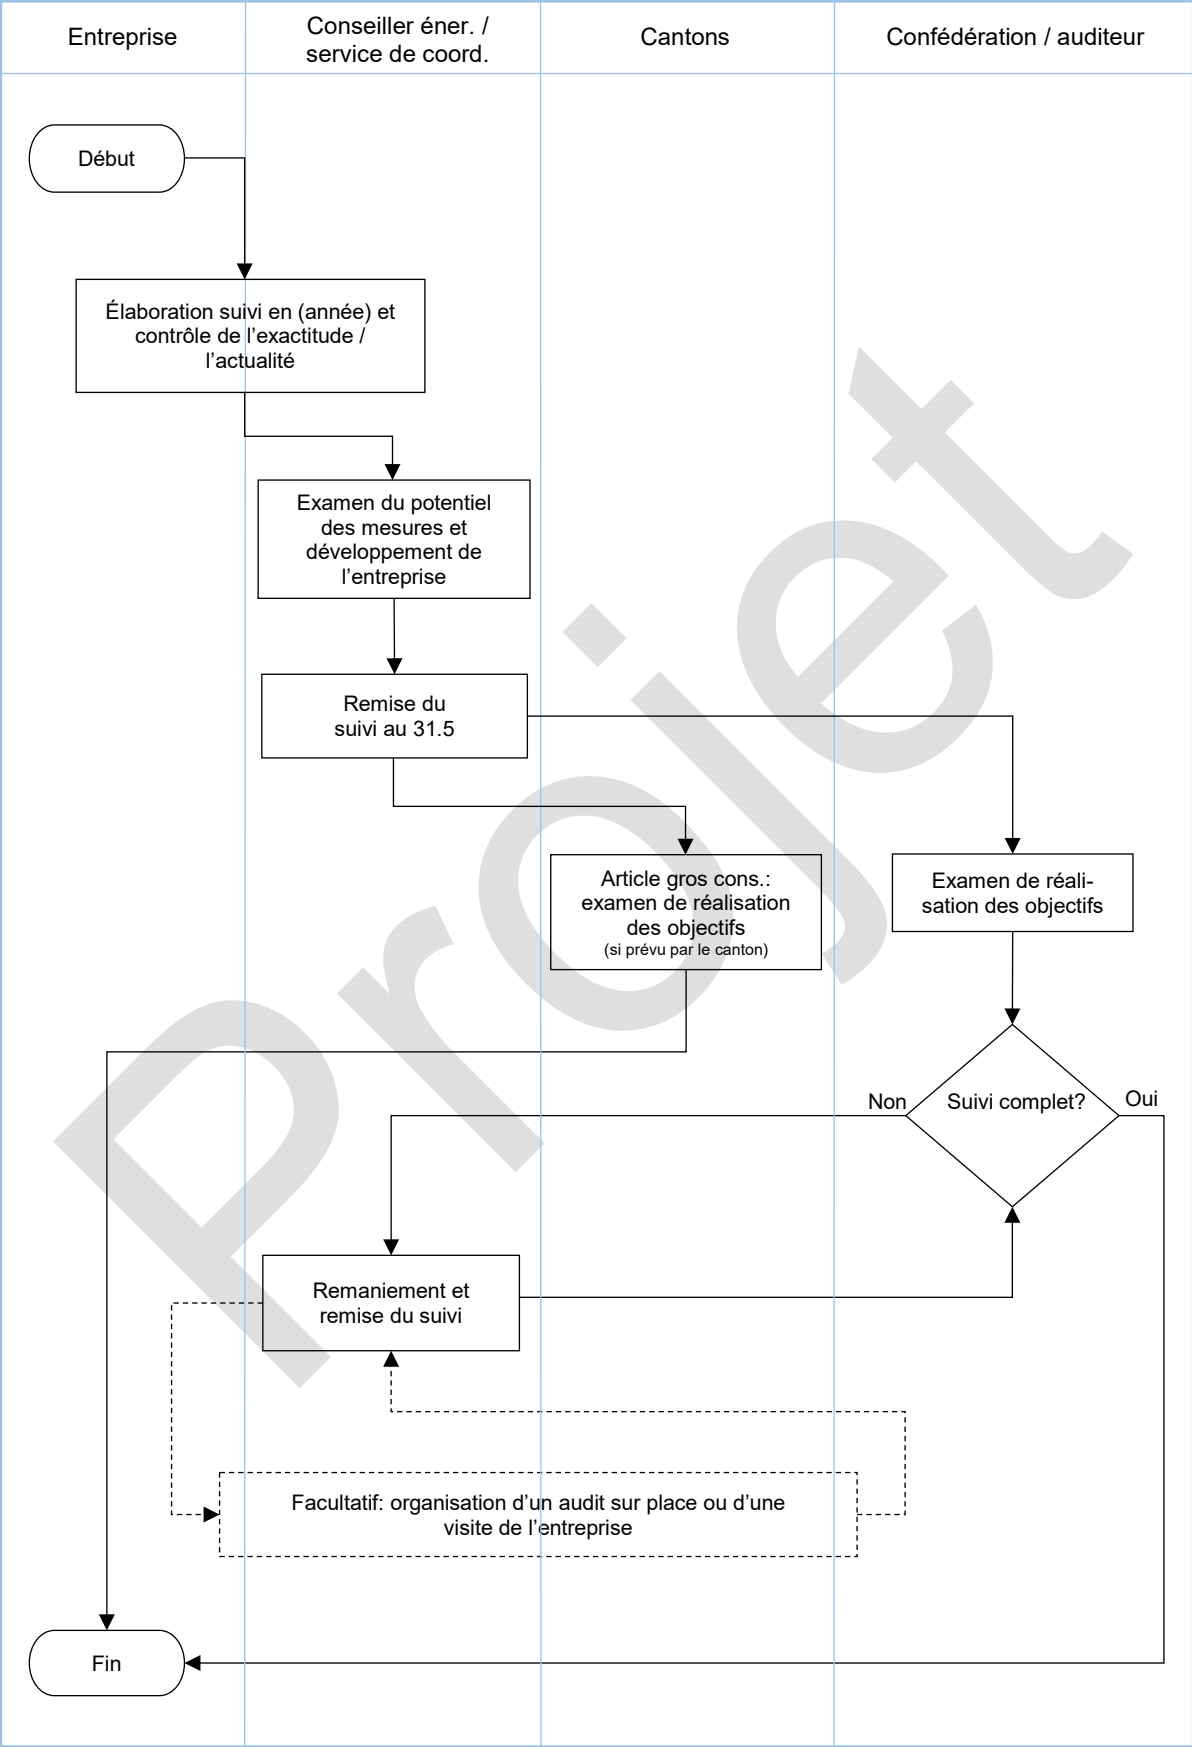 Entreprise
Conseiller éner. /
service de coord.
Cantons
Confédération / auditeur
Début
Élaboration suivi en (année) et
contrôle de l’exactitude /
l’actualité
Examen du potentiel
des mesures et
développement de
l’entreprise
Remise du
suivi au 31.5
Article gros cons.:
examen de réalisation
des objectifs
(si prévu par le canton)
Examen de réali-
sation des objectifs
Suivi complet?
Non
Oui
Remaniement et
remise du suivi
Facultatif: organisation d’un audit sur place ou d’une
visite de l’entreprise
Fin
Projet